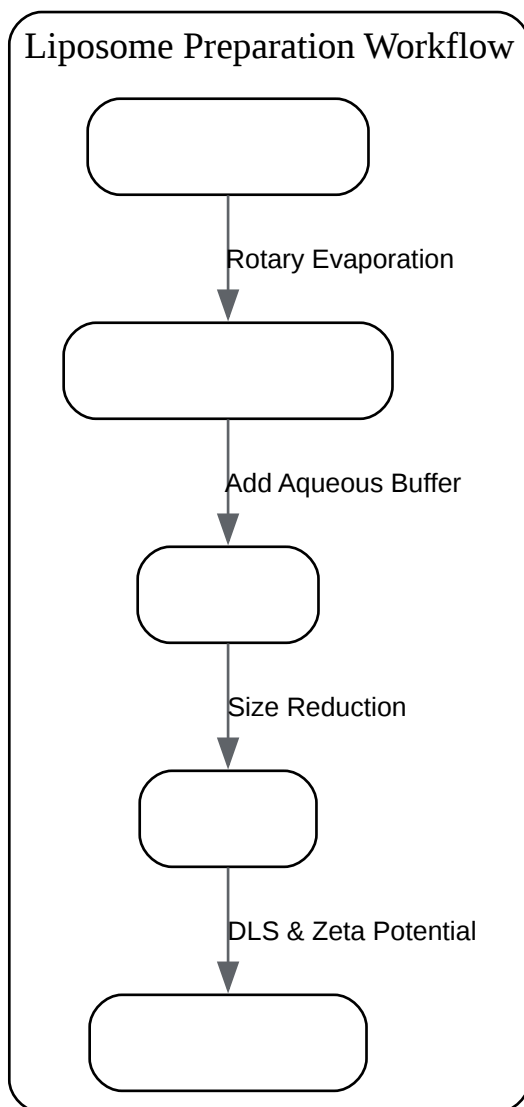 Liposome Preparation Workflow
Rotary Evaporation
Add Aqueous Buffer
Size Reduction
DLS & Zeta Potential